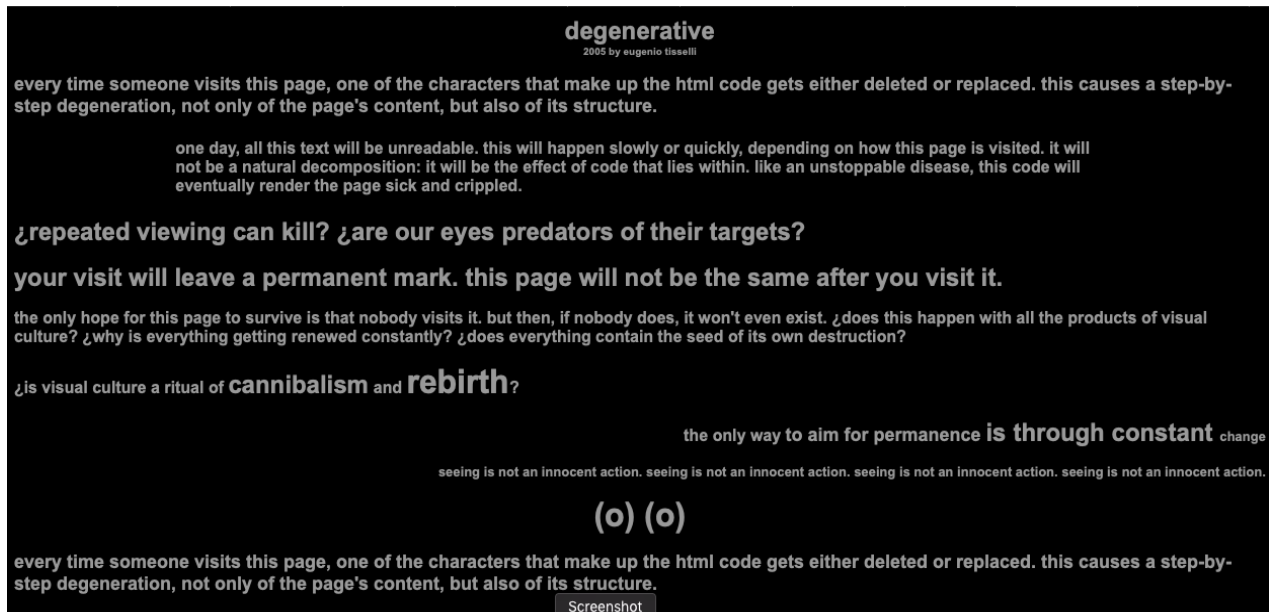 degenerative
2005 by eugenio tisselli
every time someone visits this page, one of the characters that make up the html code gets either deleted or replaced. this causes a step-by-
step degeneration, not only of the page's content, but also of its structure.
one day, all this text will be unreadable. this will happen slowly or quickly, depending on how this page is visited. it will
not be a natural decomposition: it will be the effect of code that lies within. like an unstoppable disease, this code will
eventually render the page sick and crippled.
¿repeated viewing can kill? ¿are our eyes predators of their targets?
your visit will leave a permanent mark. this page will not be the same after you visit it.
the only hope for this page to survive is that nobody visits it. but then, if nobody does, it won't even exist. ¿does this happen with all the products of visual
culture? ¿why is everything getting renewed constantly? ¿does everything contain the seed of its own destruction?
¿is visual culture a ritual of cannibalism and rebirth?
the only way to aim for permanence is through constant change
seeing is not an innocent action. seeing is not an innocent action. seeing is not an innocent action. seeing is not an innocent action.
(o) (o)
every time someone visits this page, one of the characters that make up the html code gets either deleted or replaced. this causes a step-by-
step degeneration, not only of the page's content, but also of its structure.
Screenshot